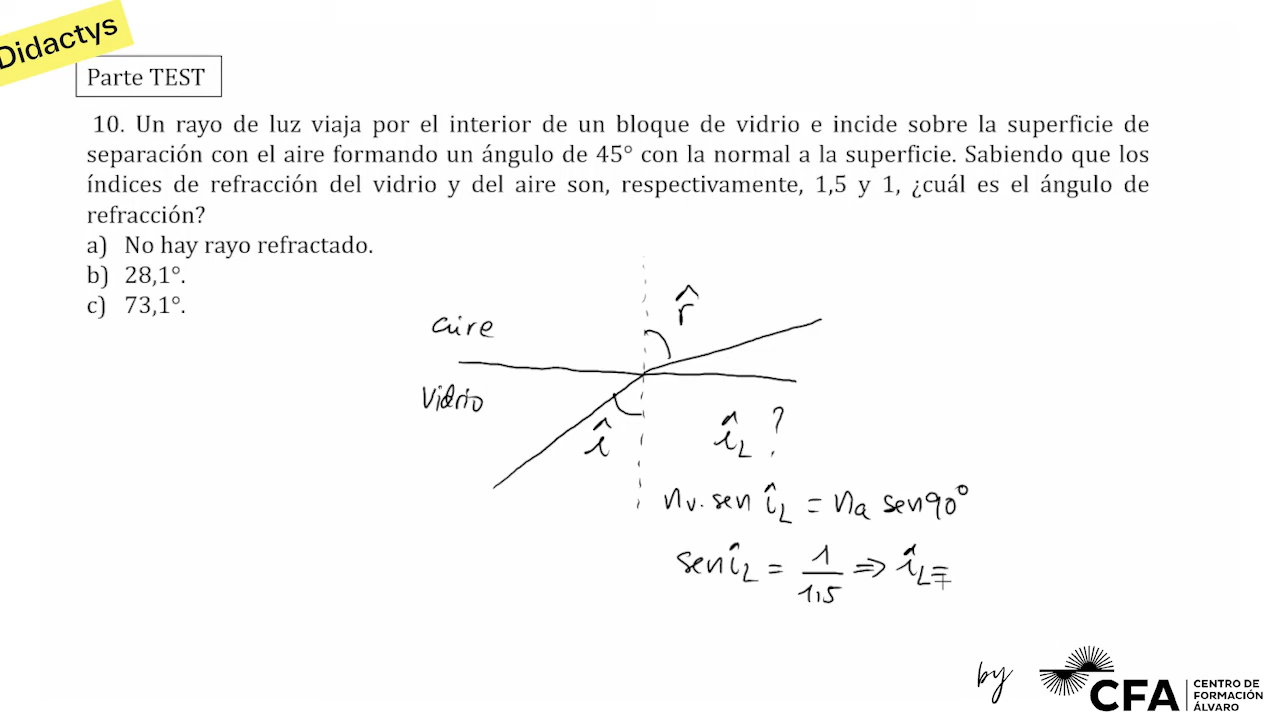 Didactys
Parte TEST
10. Un rayo de luz viaja por el interior de un bloque de vidrio e incide sobre la superficie de
separación con el aire formando un ángulo de 45° con la normal a la superficie. Sabiendo que los
índices de refracción del vidrio y del aire son, respectivamente, 1,5 y 1, ¿cuál es el ángulo de
refracción?
a) No hay rayo refractado.
b) 28,1°.
c) 73,1°.
r̂
aire
Vidrio
î
î_L ?
n_v. sen î_L = n_a sen90°
sen î_L = 1/1,5 => î_L =
by
CFA
CENTRO DE
FORMACIÓN
ÁLVARO